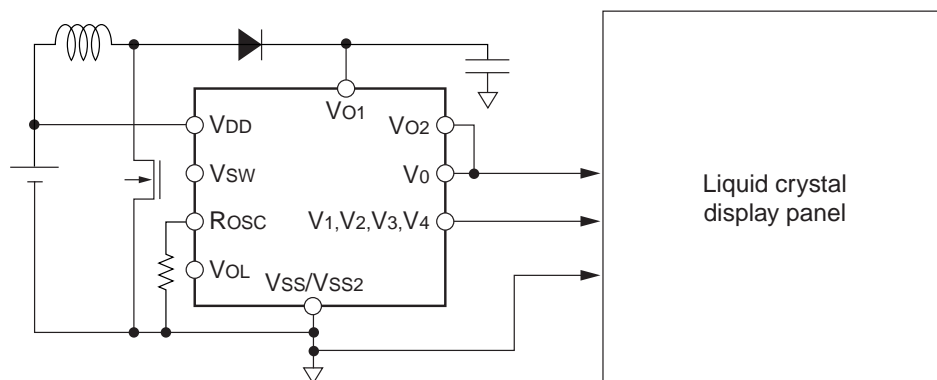 VO1
VDD
VO2
VSW
V0
Liquid crystal
display panel
ROSC
V1,V2,V3,V4
VOL
VSS/VSS2